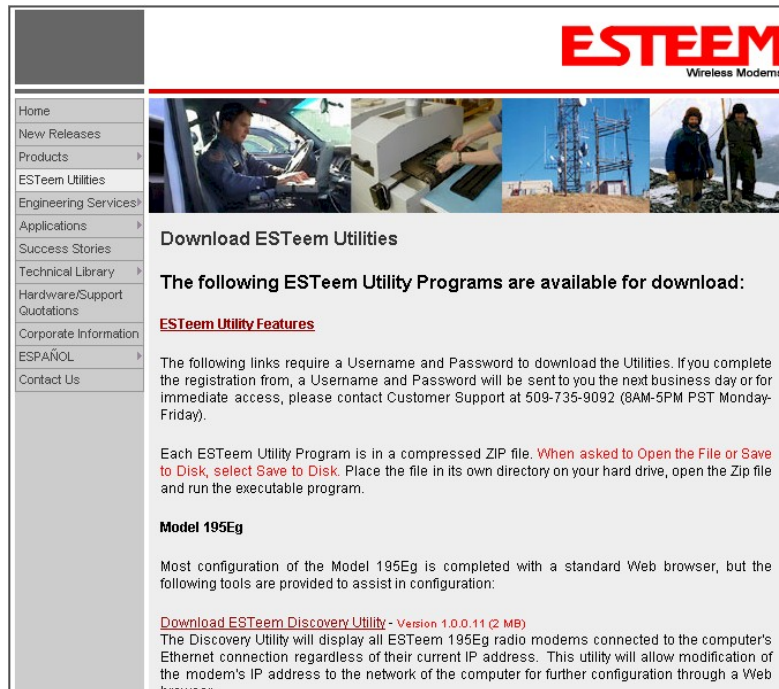 ESTEEM
Wireless Modems
Home
New Releases
Products
ESTeem Utilities
Engineering Services
Applications
Success Stories
Technical Library
Hardware/Support
Quotations
Corporate Information
ESPAÑOL
Contact Us
Download ESTeem Utilities
The following ESTeem Utility Programs are available for download:
ESTeem Utility Features
The following links require a Username and Password to download the Utilities. If you complete
the registration from, a Username and Password will be sent to you the next business day or for
immediate access, please contact Customer Support at 509-735-9092 (8AM-5PM PST Monday-
Friday).
Each ESTeem Utility Program is in a compressed ZIP file. When asked to Open the File or Save
to Disk, select Save to Disk. Place the file in its own directory on your hard drive, open the Zip file
and run the executable program.
Model 195Eg
Most configuration of the Model 195Eg is completed with a standard Web browser, but the
following tools are provided to assist in configuration:
Download ESTeem Discovery Utility - Version 1.0.0.11 (2 MB)
The Discovery Utility will display all ESTeem 195Eg radio modems connected to the computer's
Ethernet connection regardless of their current IP address. This utility will allow modification of
the modem's IP address to the network of the computer for further configuration through a Web